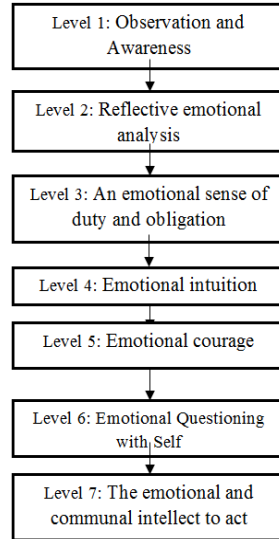 Level 1: Observation and
Awareness
Level 2: Reflective emotional
analysis
Level 3: An emotional sense of
duty and obligation
Level 4: Emotional intuition
Level 5: Emotional courage
Level 6: Emotional Questioning
with Self
Level 7: The emotional and
communal intellect to act